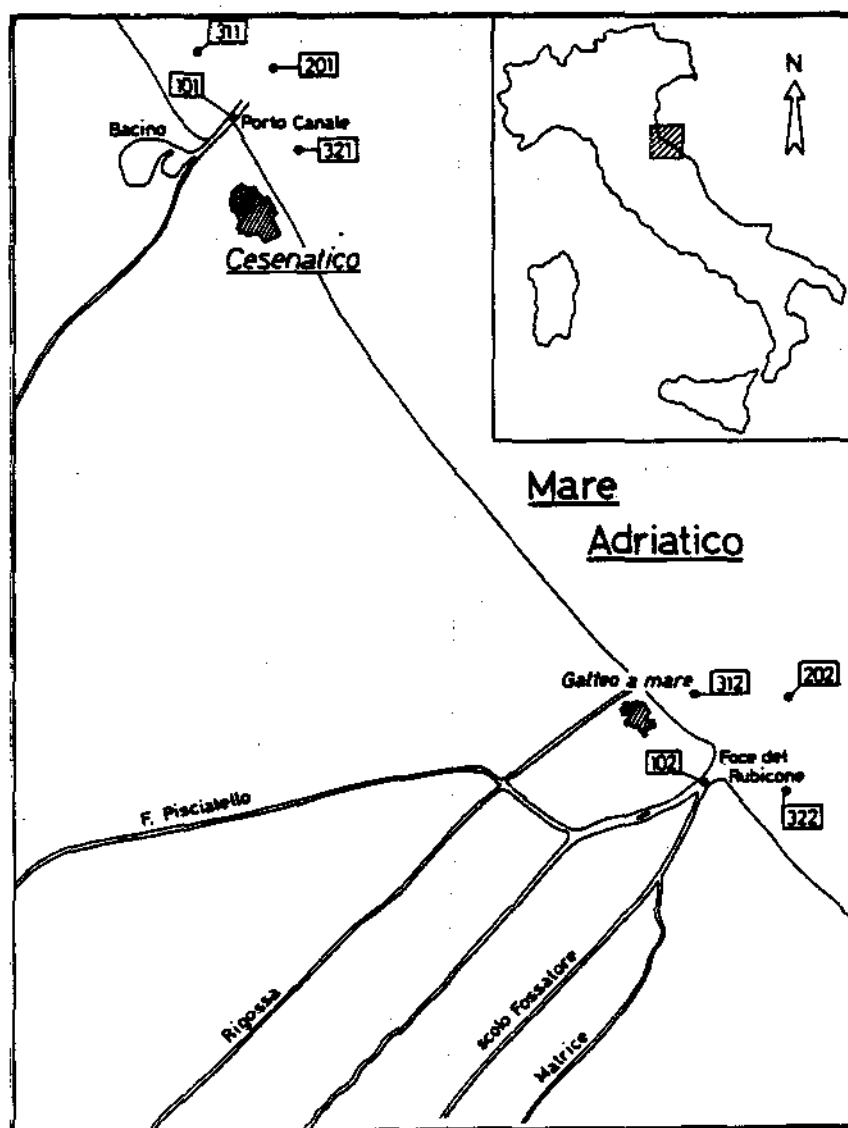 311
201
101
N
Bacino
Porto Canale
321
Cesenatico
Mare
Adriatico
Gatteo a mare
312
202
102
Foce del
Rubicone
F. Pisciatello
322
Rigossa
scolo Fossatore
Matrice